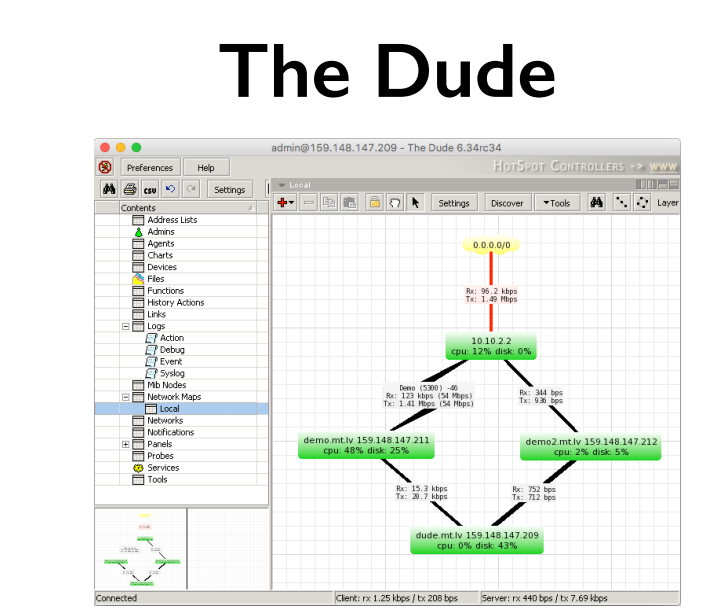 The Dude
admin@159.148.147.209 - The Dude 6.34rc34
Preferences Help
HotSpot Controllers -> www
CSV Settings
Local
Contents
Address Lists
Admins
Agents
Charts
Devices
Files
Functions
History Actions
Links
Logs
Action
Debug
Event
Syslog
Mib Nodes
Network Maps
Local
Networks
Notifications
Panels
Probes
Services
Tools
Settings Discover Tools Layer
0.0.0.0/0
Rx: 96.2 kbps
Tx: 1.49 Mbps
10.10.2.2
cpu: 12% disk: 0%
Demo (5300) -46
Rx: 123 kbps (54 Mbps)
Tx: 1.41 Mbps (54 Mbps)
Rx: 344 bps
Tx: 936 bps
demo.mt.lv 159.148.147.211
cpu: 48% disk: 25%
demo2.mt.lv 159.148.147.212
cpu: 2% disk: 5%
Rx: 15.3 kbps
Tx: 20.7 kbps
Rx: 752 bps
Tx: 712 bps
dude.mt.lv 159.148.147.209
cpu: 0% disk: 43%
Connected
Client: rx 1.25 kbps / tx 208 bps
Server: rx 440 bps / tx 7.69 kbps